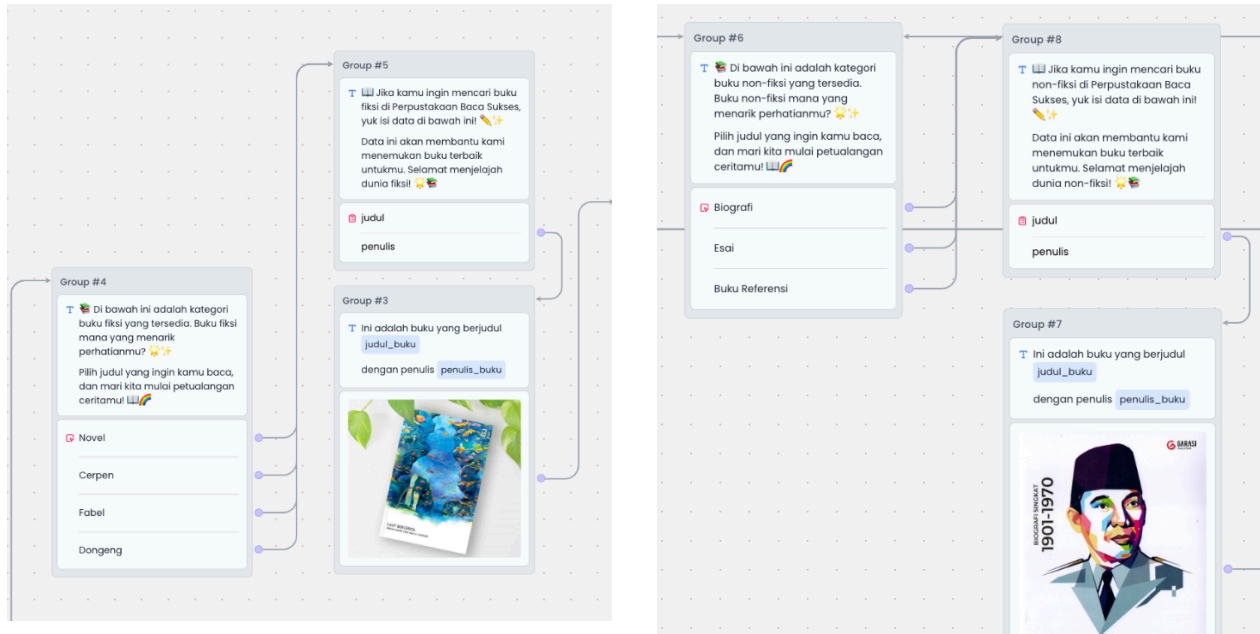 Group #5
📖 Jika kamu ingin mencari buku
fiksi di Perpustakaan Baca Sukses,
yuk isi data di bawah ini! ✏️✨
Data ini akan membantu kami
menemukan buku terbaik
untukmu. Selamat menjelajah
dunia fiksi! 🌟📚
judul
penulis
Group #4
📚 Di bawah ini adalah kategori
buku fiksi yang tersedia. Buku fiksi
mana yang menarik
perhatianmu? 🌟✨
Pilih judul yang ingin kamu baca,
dan mari kita mulai petualangan
ceritamu! 📖🌈
Novel
Cerpen
Fabel
Dongeng
Group #3
Ini adalah buku yang berjudul
judul_buku
dengan penulis penulis_buku
Group #6
📚 Di bawah ini adalah kategori
buku non-fiksi yang tersedia.
Buku non-fiksi mana yang
menarik perhatianmu? 🌟✨
Pilih judul yang ingin kamu baca,
dan mari kita mulai petualangan
ceritamu! 📖🌈
Biografi
Esai
Buku Referensi
Group #8
📖 Jika kamu ingin mencari buku
non-fiksi di Perpustakaan Baca
Sukses, yuk isi data di bawah ini!
✏️✨
Data ini akan membantu kami
menemukan buku terbaik
untukmu. Selamat menjelajah
dunia non-fiksi! 🌟📚
judul
penulis
Group #7
Ini adalah buku yang berjudul
judul_buku
dengan penulis penulis_buku
GARASI
BIOGRAFI SINGKAT
1901-1970